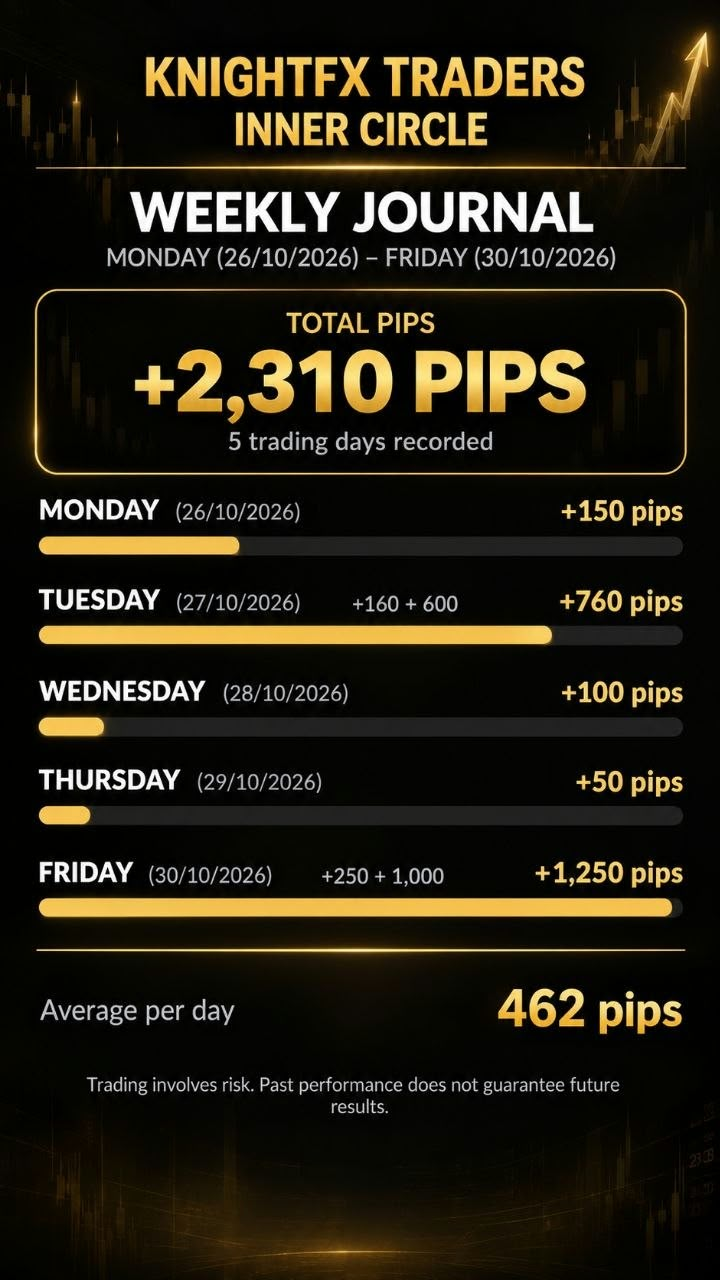 KNIGHTFX TRADERS
INNER CIRCLE
WEEKLY JOURNAL
MONDAY (26/10/2026) – FRIDAY (30/10/2026)
TOTAL PIPS
+2,310 PIPS
5 trading days recorded
MONDAY (26/10/2026) +150 pips
TUESDAY (27/10/2026) +160 + 600 +760 pips
WEDNESDAY (28/10/2026) +100 pips
THURSDAY (29/10/2026) +50 pips
FRIDAY (30/10/2026) +250 + 1,000 +1,250 pips
Average per day 462 pips
Trading involves risk. Past performance does not guarantee future
results.